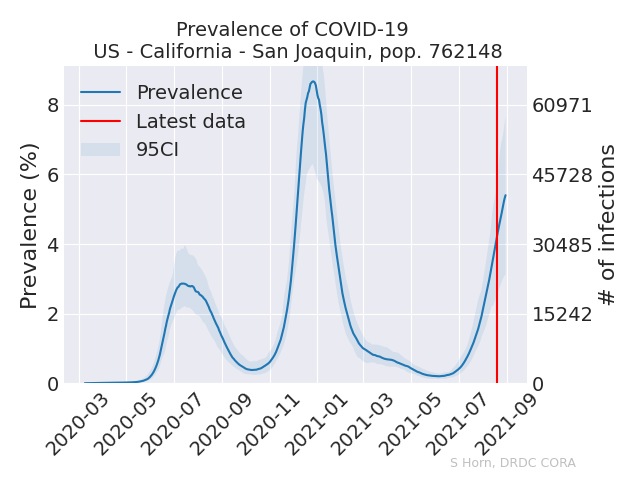 Prevalence of COVID-19
US - California - San Joaquin, pop. 762148
Prevalence
Latest data
95CI
Prevalence (%)
8
6
4
2
0
60971
45728
30485
15242
0
# of infections
2020-03
2020-05
2020-07
2020-09
2020-11
2021-01
2021-03
2021-05
2021-07
2021-09
S Horn, DRDC CORA